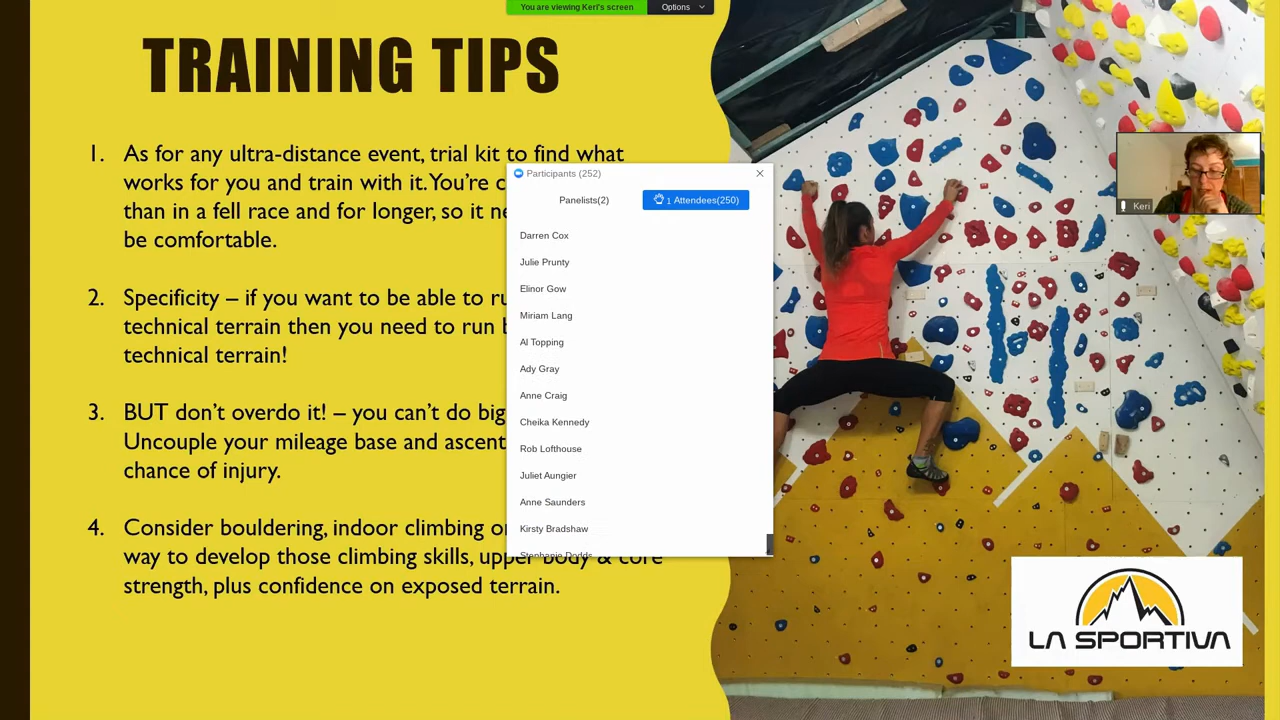 You are viewing Keri's screen
Options
TRAINING TIPS
1. As for any ultra-distance event, trial kit to find what
works for you and train with it. You're c
than in a fell race and for longer, so it ne
be comfortable.
2. Specificity – if you want to be able to ru
technical terrain then you need to run b
technical terrain!
3. BUT don't overdo it! – you can't do big
Uncouple your mileage base and ascent
chance of injury.
4. Consider bouldering, indoor climbing or
way to develop those climbing skills, upper body & core
strength, plus confidence on exposed terrain.
Participants (252)
Panelists(2)
1 Attendees(250)
Darren Cox
Julie Prunty
Elinor Gow
Miriam Lang
Al Topping
Ady Gray
Anne Craig
Cheika Kennedy
Rob Lofthouse
Juliet Aungier
Anne Saunders
Kirsty Bradshaw
Stephanie Dodds
Keri
LA SPORTIVA